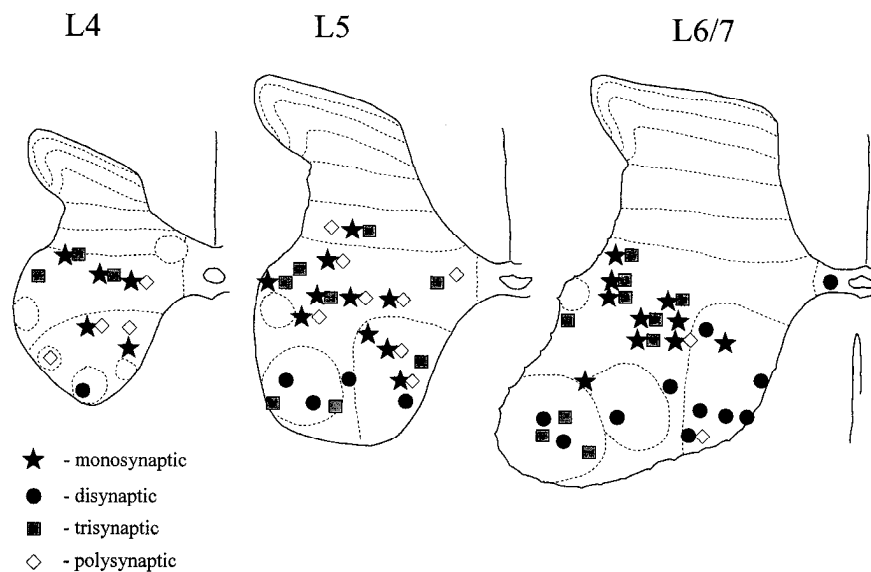 L4 L5 L6/7
- monosynaptic
- disynaptic
- trisynaptic
- polysynaptic